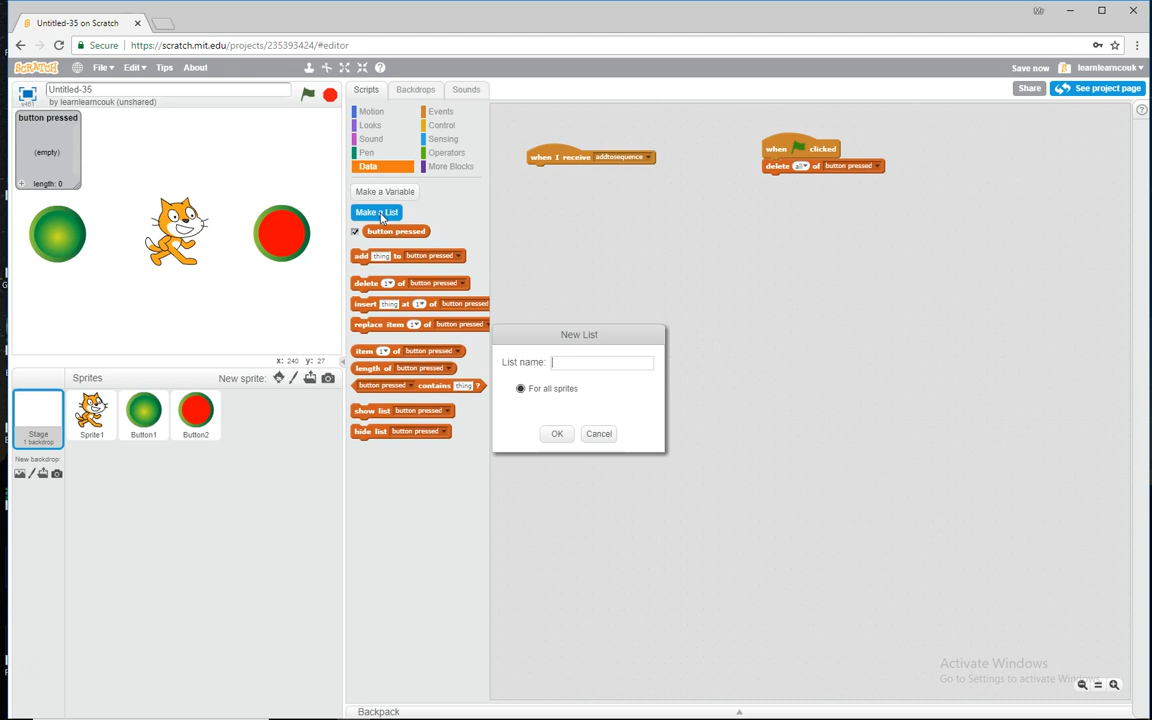 Untitled-35 on Scratch
Secure https://scratch.mit.edu/projects/235393424/#editor
SCRATCH File Edit Tips About Save now learnlearncouk
Untitled-35
by learnlearncouk (unshared)
v461
Scripts Backdrops Sounds
Share See project page
button pressed
(empty)
length: 0
Motion Events
Looks Control
Sound Sensing
Pen Operators
Data More Blocks
Make a Variable
Make a List
button pressed
add thing to button pressed
delete 1 of button pressed
insert thing at 1 of button pressed
replace item 1 of button pressed
item 1 of button pressed
length of button pressed
button pressed contains thing ?
show list button pressed
hide list button pressed
when I receive addtosequence
when clicked
delete all of button pressed
New List
List name:
For all sprites
OK Cancel
x: 240 y: 27
Sprites New sprite:
Stage
1 backdrop
Sprite1 Button1 Button2
New backdrop:
Activate Windows
Go to Settings to activate Windows.
Backpack